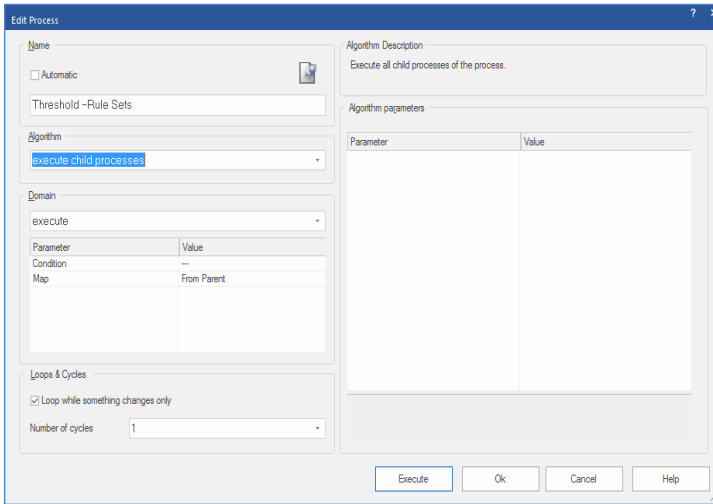 Edit Process
?
Name
Automatic
Threshold -Rule Sets
Algorithm
execute child processes
Domain
execute
Parameter Value
Condition —
Map From Parent
Loops & Cycles
Loop while something changes only
Number of cycles 1
Algorithm Description
Execute all child processes of the process.
Algorithm parameters
Parameter Value
Execute Ok Cancel Help